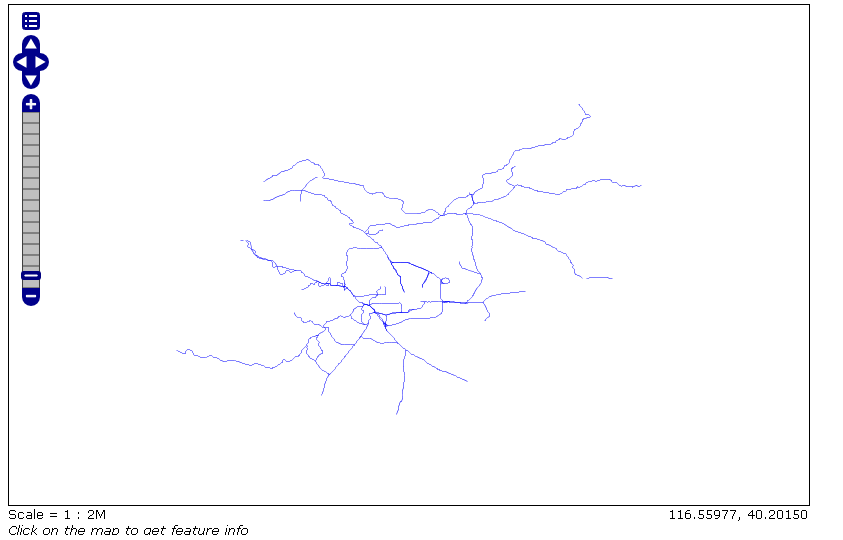 Scale = 1 : 2M
116.55977, 40.20150
Click on the map to get feature info